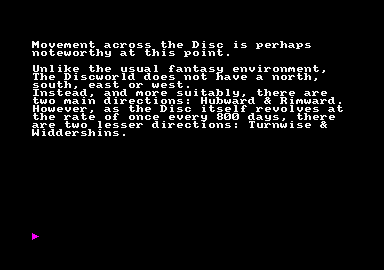 Movement across the Disc is perhaps
noteworthy at this point.
Unlike the usual fantasy environment,
The Discworld does not have a north,
south, east or west.
Instead, and more suitably, there are
two main directions: Hubward & Rimward.
However, as the Disc itself revolves at
the rate of once every 800 days, there
are two lesser directions: Turnwise &
Widdershins.